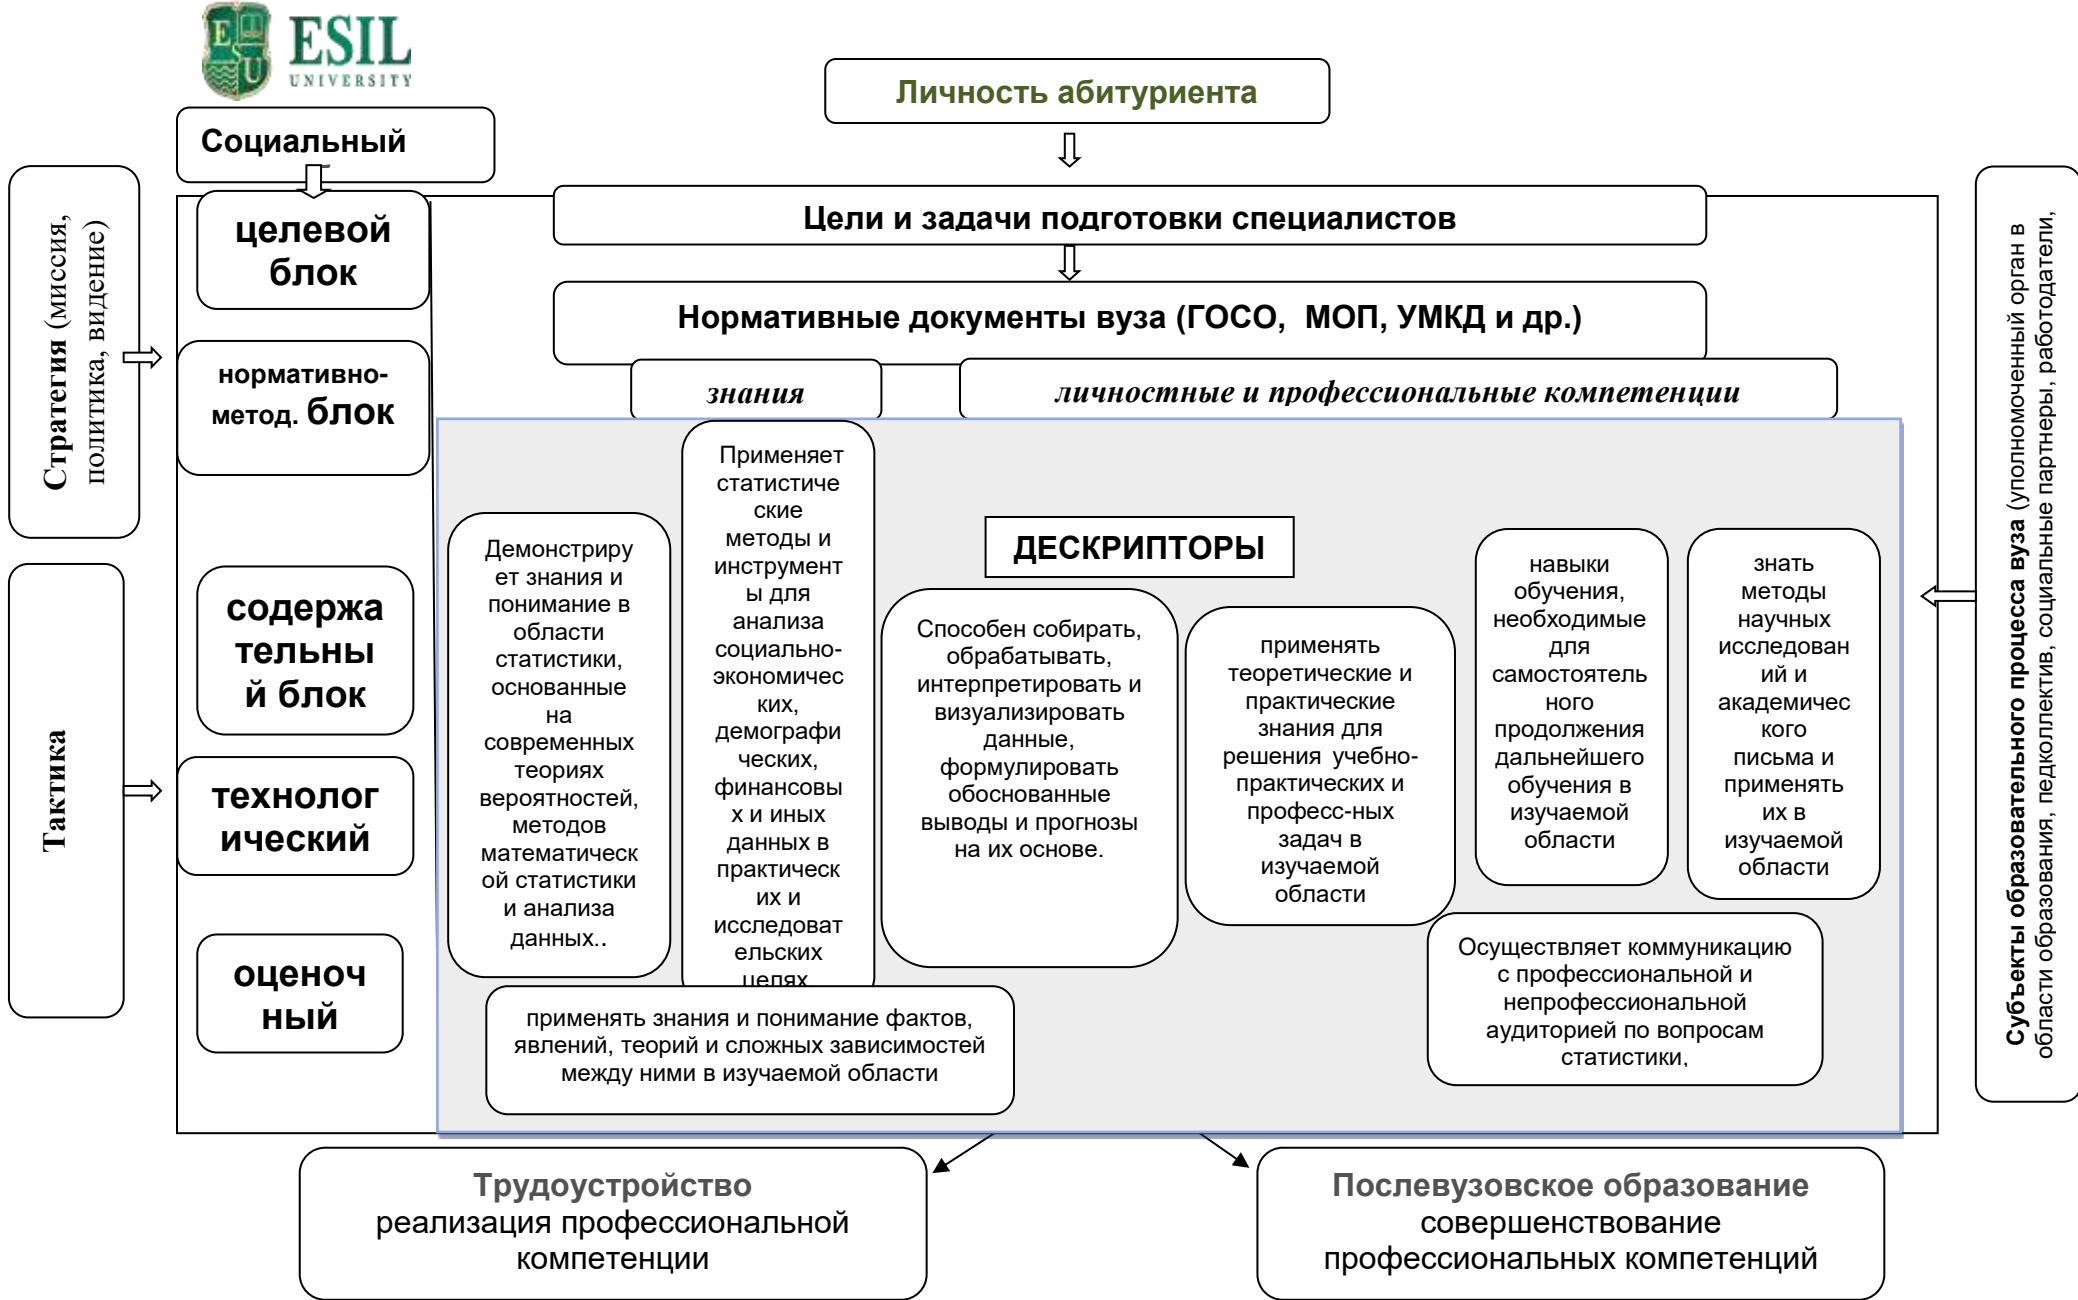 ESIL
UNIVERSITY
Личность абитуриента
Социальный
Стратегия (миссия,
политика, видение)
Тактика
целевой
блок
нормативно-
метод. блок
содержа
тельны
й блок
технолог
ический
оценоч
ный
Цели и задачи подготовки специалистов
Нормативные документы вуза (ГОСО,  МОП, УМКД и др.)
знания
личностные и профессиональные компетенции
ДЕСКРИПТОРЫ
Демонстриру
ет знания и
понимание в
области
статистики,
основанные
на
современных
теориях
вероятностей,
методов
математическ
ой статистики
и анализа
данных..
Применяет
статистиче
ские
методы и
инструмент
ы для
анализа
социально-
экономичес
ких,
демографи
ческих,
финансовы
х и иных
данных в
практическ
их и
исследоват
ельских
целях
Способен собирать,
обрабатывать,
интерпретировать и
визуализировать
данные,
формулировать
обоснованные
выводы и прогнозы
на их основе.
применять
теоретические и
практические
знания для
решения  учебно-
практических и
професс-ных
задач в
изучаемой
области
навыки
обучения,
необходимые
для
самостоятель
ного
продолжения
дальнейшего
обучения в
изучаемой
области
знать
методы
научных
исследован
ий и
академичес
кого
письма и
применять
их в
изучаемой
области
применять знания и понимание фактов,
явлений, теорий и сложных зависимостей
между ними в изучаемой области
Осуществляет коммуникацию
с профессиональной и
непрофессиональной
аудиторией по вопросам
статистики,
Субъекты образовательного процесса вуза (уполномоченный орган в
области образования, педколлектив, социальные партнеры, работодатели,
Трудоустройство
реализация профессиональной
компетенции
Послевузовское образование
совершенствование
профессиональных компетенций